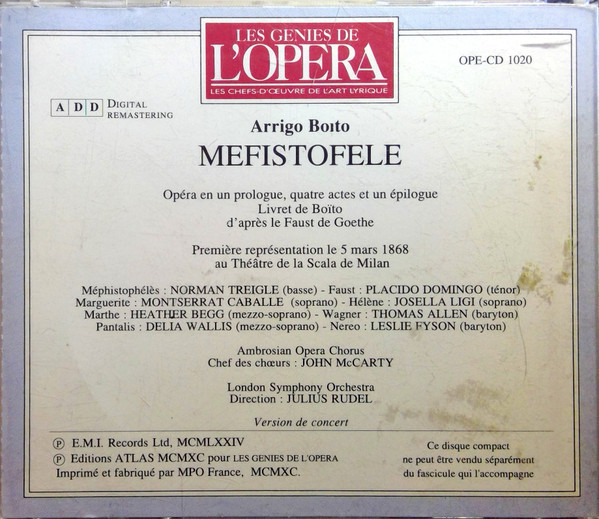 LES GENIES DE
L'OPERA
LES CHEFS-D'ŒUVRE DE L'ART LYRIQUE
OPE-CD 1020
A D D DIGITAL
REMASTERING
Arrigo BOITO
MEFISTOFELE
Opéra en un prologue, quatre actes et un épilogue
Livret de Boïto
d'après le Faust de Goethe
Première représentation le 5 mars 1868
au Théâtre de la Scala de Milan
Méphistophélès : NORMAN TREIGLE (basse) - Faust : PLACIDO DOMINGO (ténor)
Marguerite : MONTSERRAT CABALLE (soprano) - Hélène : JOSELLA LIGI (soprano)
Marthe : HEATHER BEGG (mezzo-soprano) - Wagner : THOMAS ALLEN (baryton)
Pantalis : DELIA WALLIS (mezzo-soprano) - Nereo : LESLIE FYSON (baryton)
Ambrosian Opera Chorus
Chef des chœurs : JOHN McCARTY
London Symphony Orchestra
Direction : JULIUS RUDEL
Version de concert
Ⓟ E.M.I. Records Ltd, MCMLXXIV
Ⓟ Editions ATLAS MCMXC pour LES GENIES DE L'OPERA
Imprimé et fabriqué par MPO France, MCMXC.
Ce disque compact
ne peut être vendu séparément
du fascicule qui l'accompagne